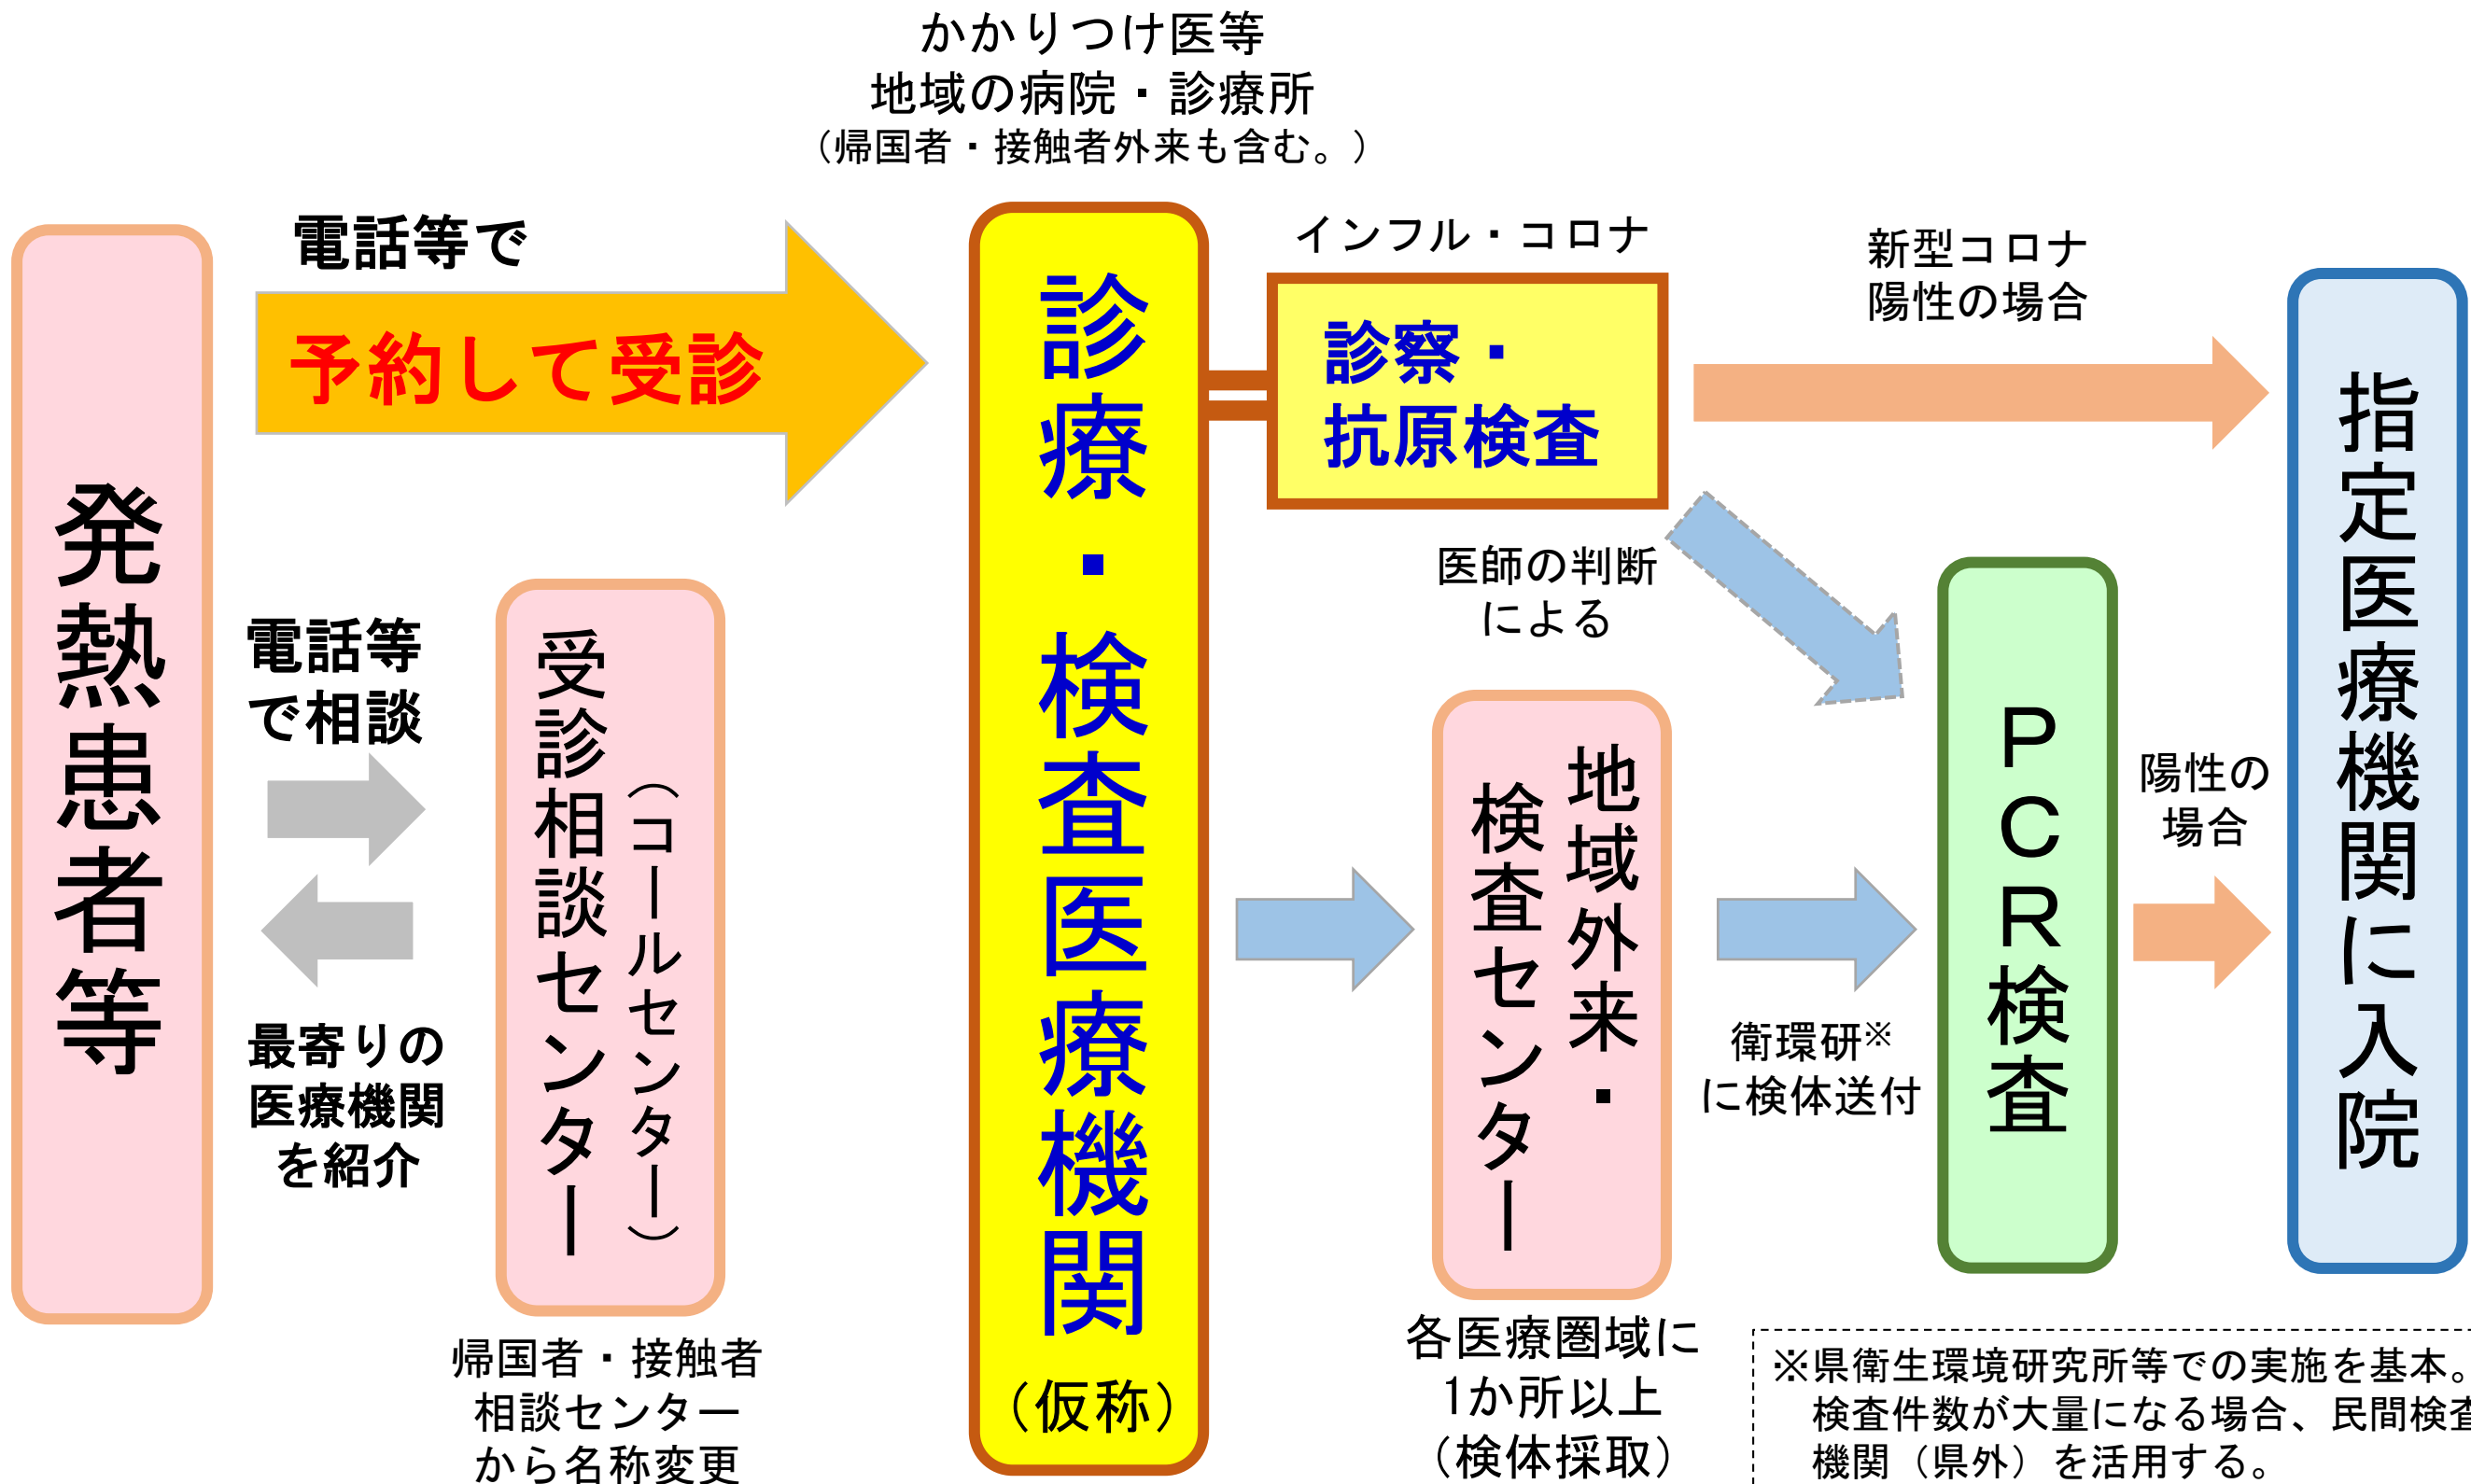 かかりつけ医等
地域の病院・診療所
（帰国者・接触者外来も含む。）
発熱患者等
電話等で
予約して受診
電話等
で相談
最寄りの
医療機関
を紹介
受診相談センター
（コールセンター）
帰国者・接触者
相談センター
から名称変更
診療・検査医療機関
（仮称）
インフル・コロナ
診察・
抗原検査
新型コロナ
陽性の場合
医師の判断
による
地域外来・
検査センター
各医療圏域に
1か所以上
（検体採取）
衛環研※
に検体送付
PCR検査
陽性の
場合
指定医療機関に入院
※県衛生環境研究所等での実施を基本。
検査件数が大量になる場合、民間検査
機関（県外）を活用する。